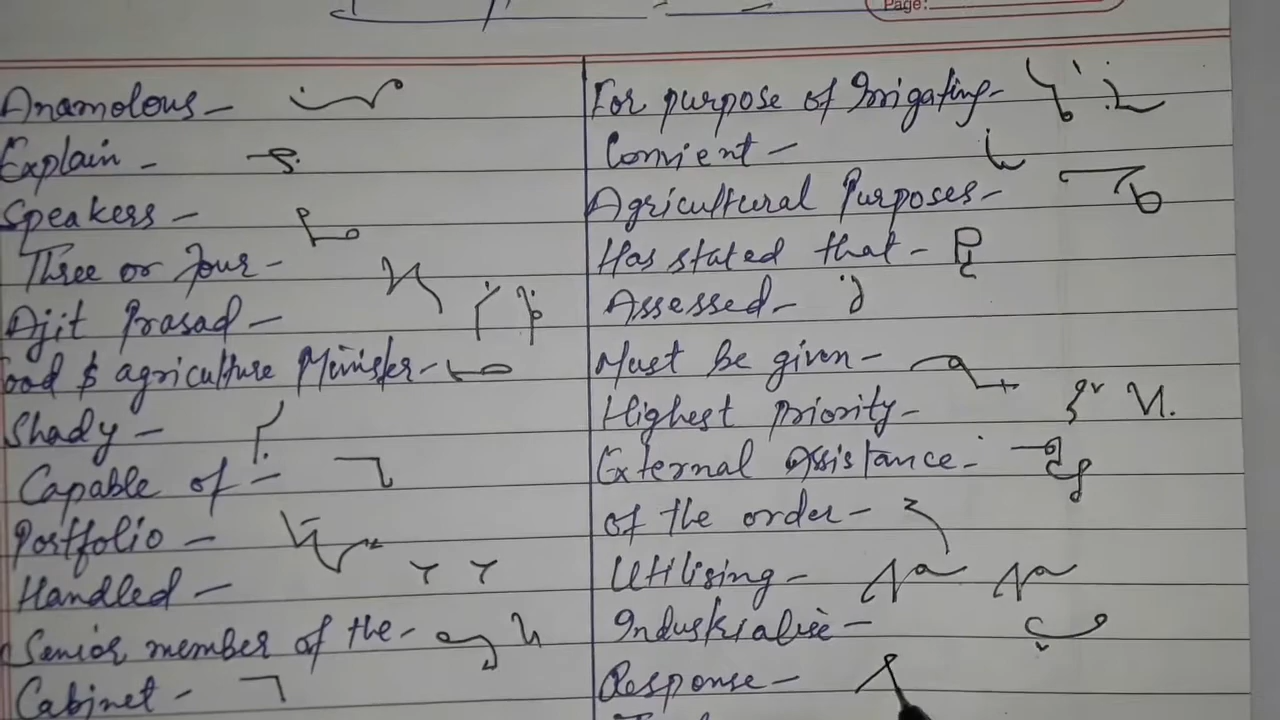 Page:
Anamolous -
Explain -
Speakers -
Three or four -
Ajit Prasad -
ood & agriculture Minister -
Shady -
Capable of -
Portfolio -
Handled -
Senior member of the -
Cabinet -
For purpose of Irrigating -
Convient -
Agricultural Purposes -
Has stated that -
Assessed -
Must be given -
Highest priority -
External assistance -
of the order -
Utilising -
Industrialise -
Response -